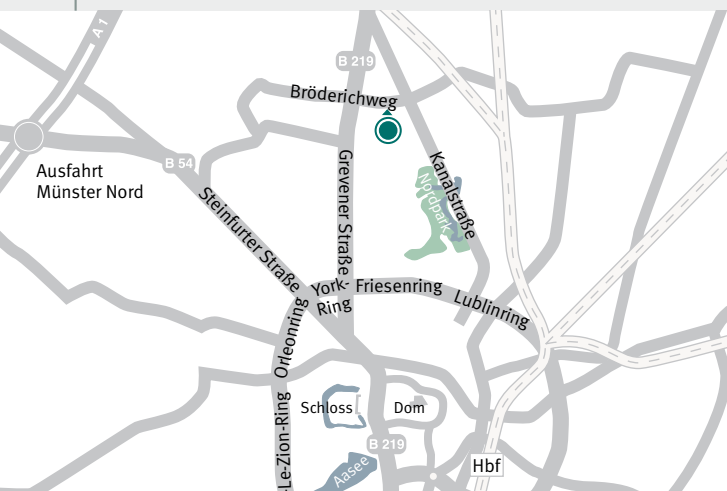 A 1
B 219
Bröderichweg
Ausfahrt
Münster Nord
B 54
Grevener Straße
Kanalstraße
Nordpark
Steinfurter Straße
York-
Ring
Friesenring
Lublinring
Orleonring
Schloss
Dom
-Le-Zion-Ring
B 219
Aasee
Hbf